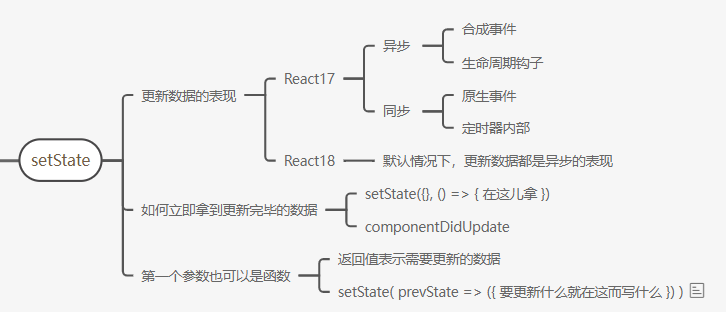 setState
更新数据的表现
React17
异步
合成事件
生命周期钩子
同步
原生事件
定时器内部
React18
默认情况下，更新数据都是异步的表现
如何立即拿到更新完毕的数据
setState({}, () => { 在这儿拿 })
componentDidUpdate
第一个参数也可以是函数
返回值表示需要更新的数据
setState( prevState => ({ 要更新什么就在这而写什么 }) )